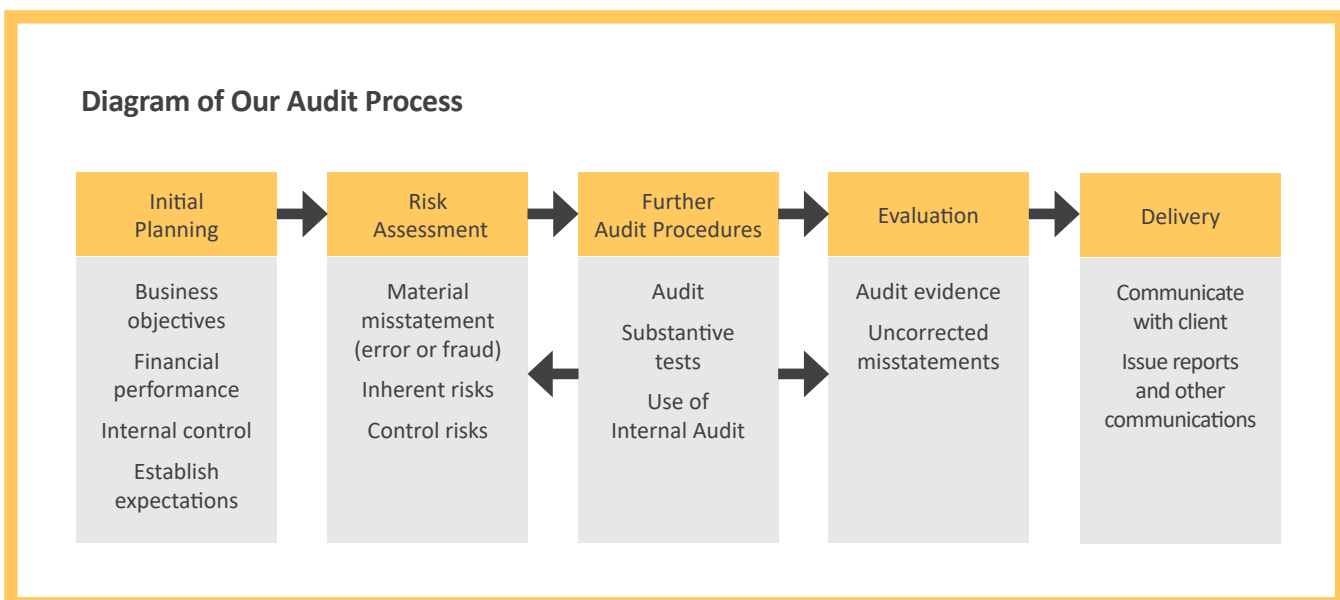 Diagram of Our Audit Process
Initial
Planning
Business
objectives
Financial
performance
Internal control
Establish
expectations
Risk
Assessment
Material
misstatement
(error or fraud)
Inherent risks
Control risks
Further
Audit Procedures
Audit
Substantive
tests
Use of
Internal Audit
Evaluation
Audit evidence
Uncorrected
misstatements
Delivery
Communicate
with client
Issue reports
and other
communications